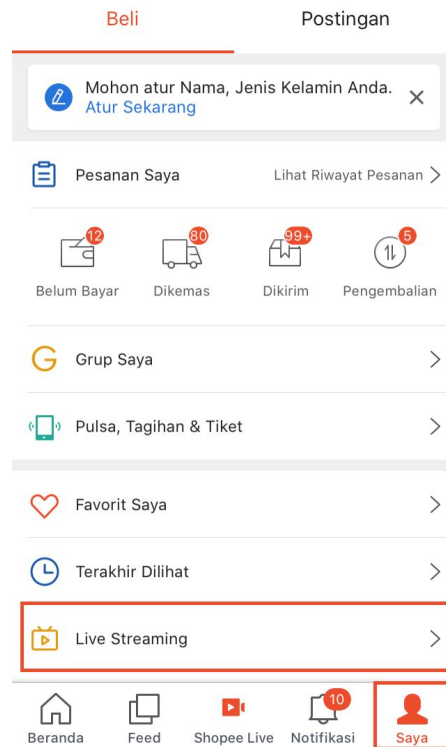 Beli
Postingan
Mohon atur Nama, Jenis Kelamin Anda.
Atur Sekarang
Pesanan Saya
Lihat Riwayat Pesanan
12
80
99+
5
Belum Bayar
Dikemas
Dikirim
Pengembalian
Grup Saya
Pulsa, Tagihan & Tiket
Favorit Saya
Terakhir Dilihat
Live Streaming
10
Beranda
Feed
Shopee Live
Notifikasi
Saya